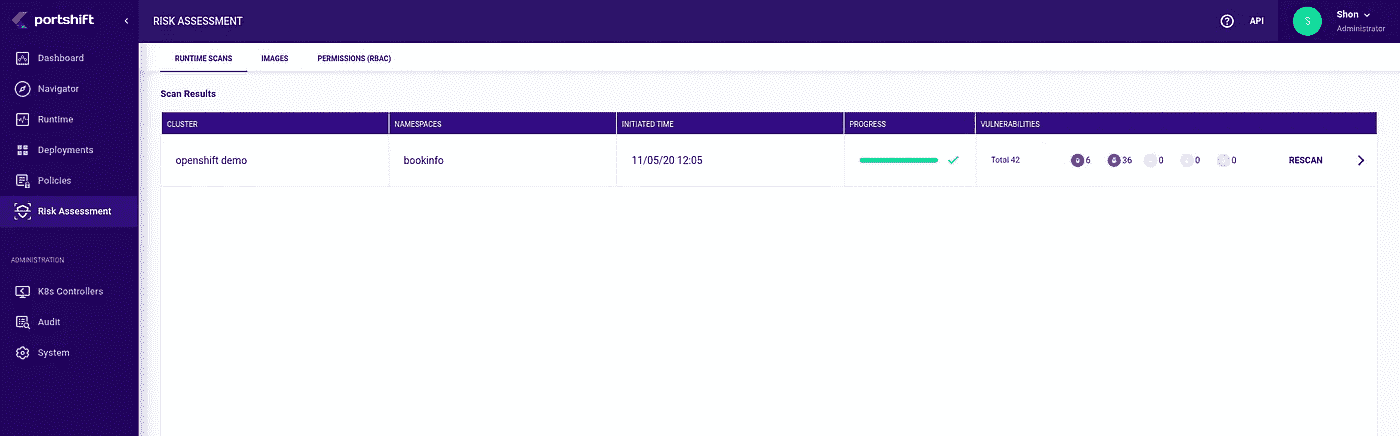 portshift
RISK ASSESSMENT
API
S
Shon
Administrator
Dashboard
Navigator
Runtime
Deployments
Policies
Risk Assessment
ADMINISTRATION
K8s Controllers
Audit
System
RUNTIME SCANS IMAGES PERMISSIONS (RBAC)
Scan Results
CLUSTER NAMESPACES INITIATED TIME PROGRESS VULNERABILITIES
openshift demo bookinfo 11/05/20 12:05 Total 42 6 36 0 0 0 RESCAN